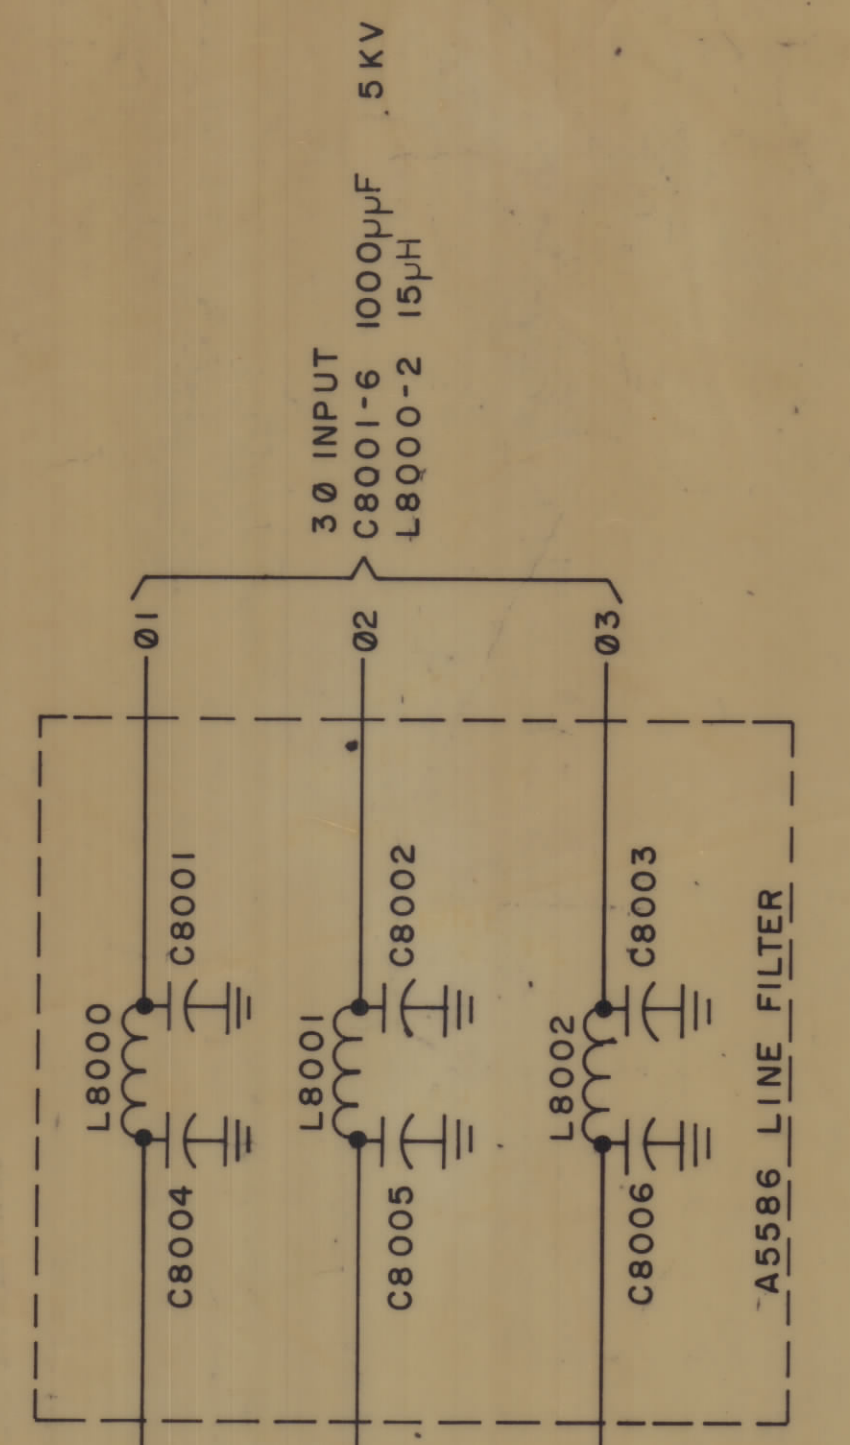 3Ø INPUT
C8001-6 1000µµF .5KV
L8000-2 15µH
Ø1
Ø2
Ø3
L8000
C8004
C8001
L8001
C8005
C8002
L8002
C8006
C8003
A5586 LINE FILTER